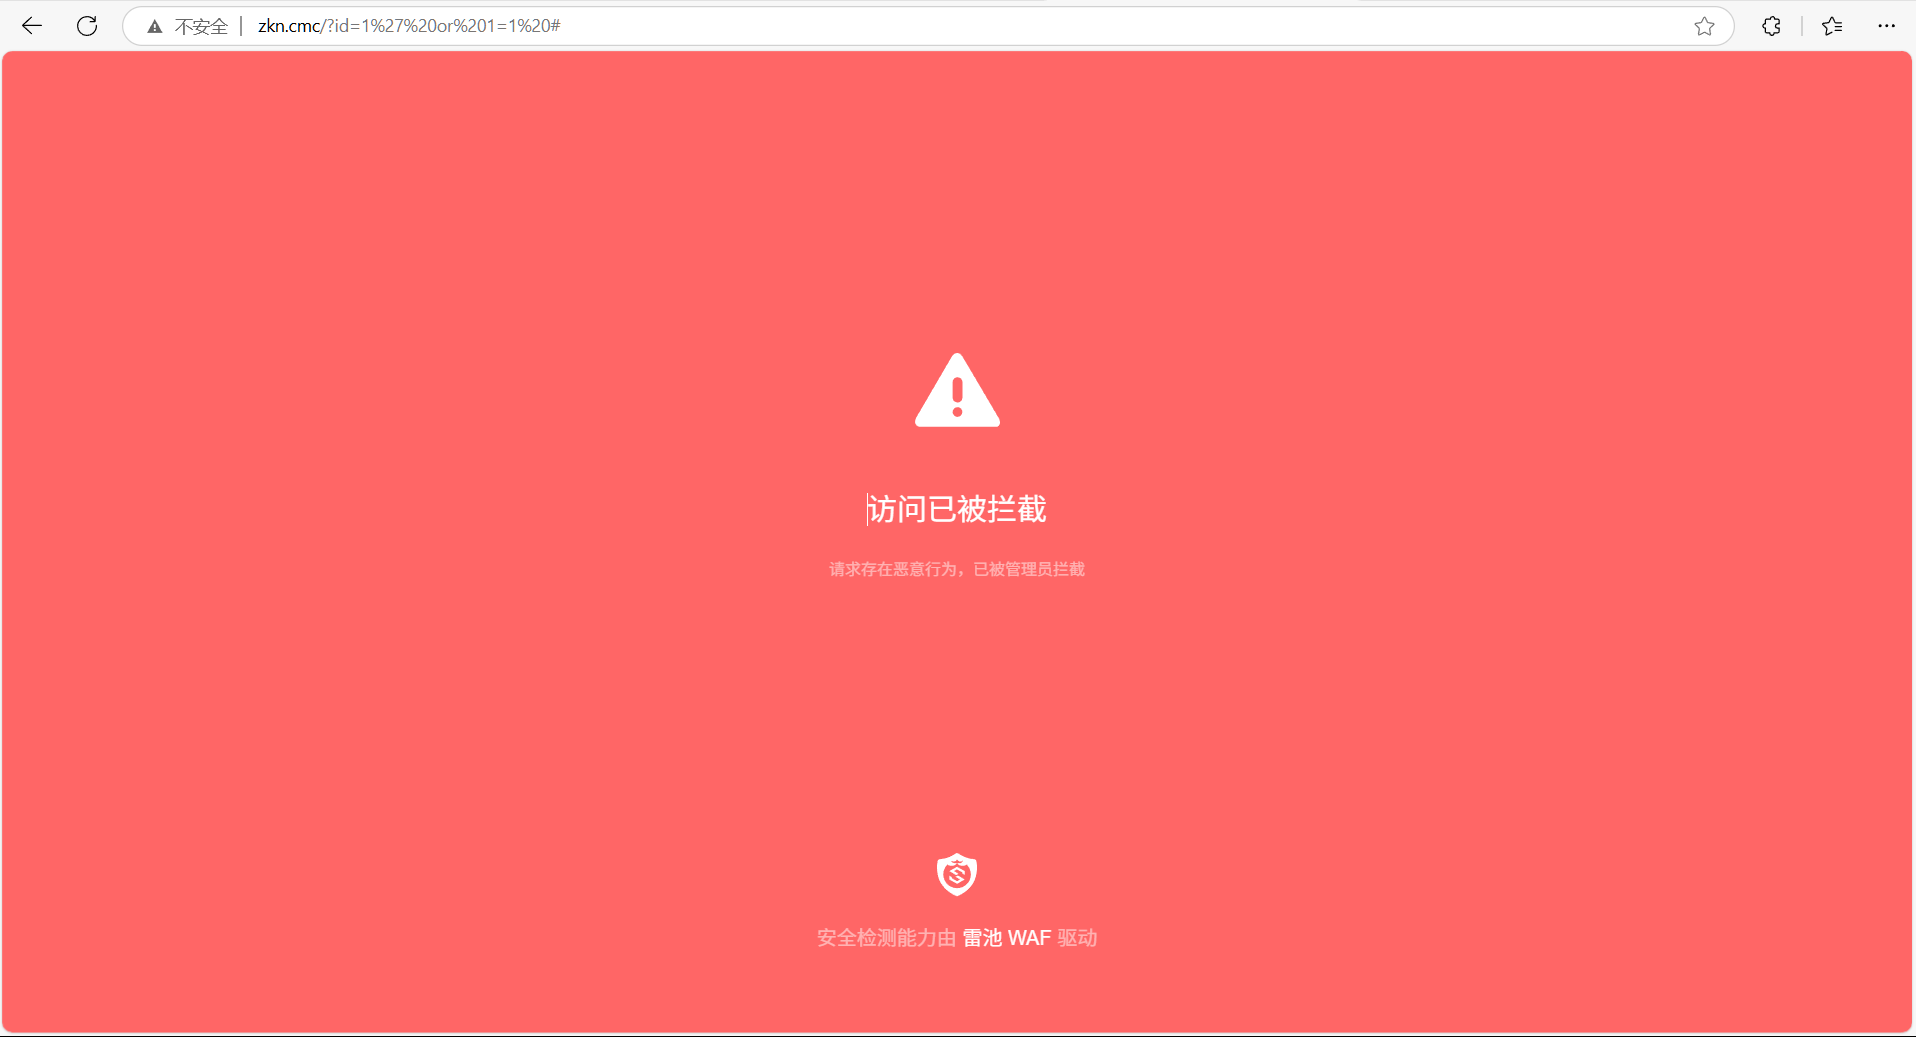 不安全 | zkn.cmc/?id=1%27%20or%201=1%20#
访问已被拦截
请求存在恶意行为，已被管理员拦截
安全检测能力由 雷池 WAF 驱动